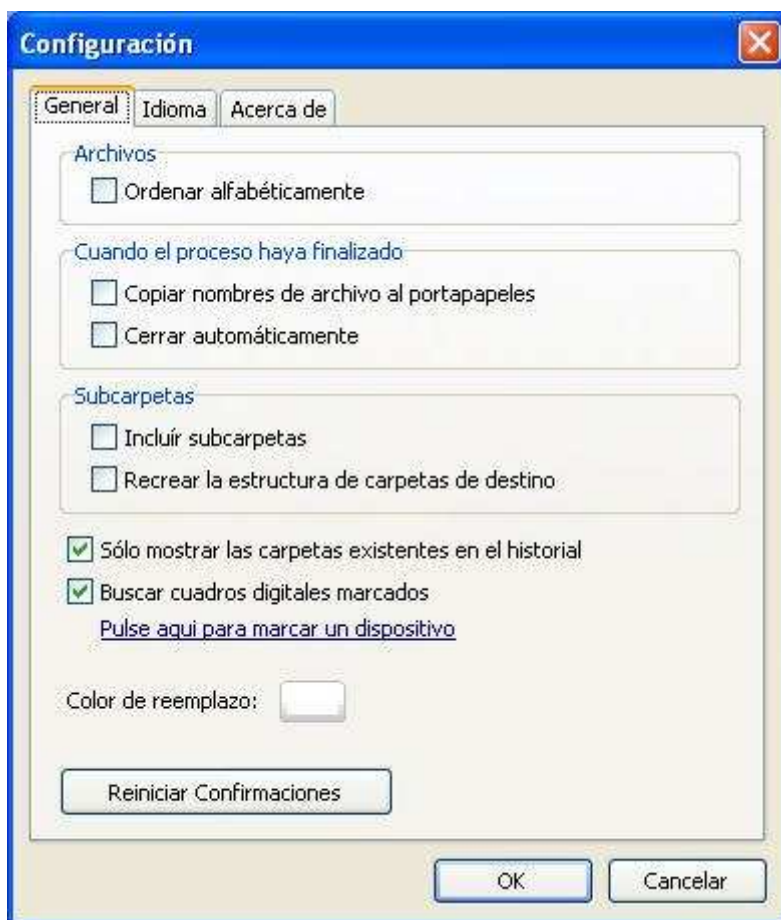 Configuración
General Idioma Acerca de
Archivos
Ordenar alfabéticamente
Cuando el proceso haya finalizado
Copiar nombres de archivo al portapapeles
Cerrar automáticamente
Subcarpetas
Incluír subcarpetas
Recrear la estructura de carpetas de destino
Sólo mostrar las carpetas existentes en el historial
Buscar cuadros digitales marcados
Pulse aqui para marcar un dispositivo
Color de reemplazo:
Reiniciar Confirmaciones
OK Cancelar